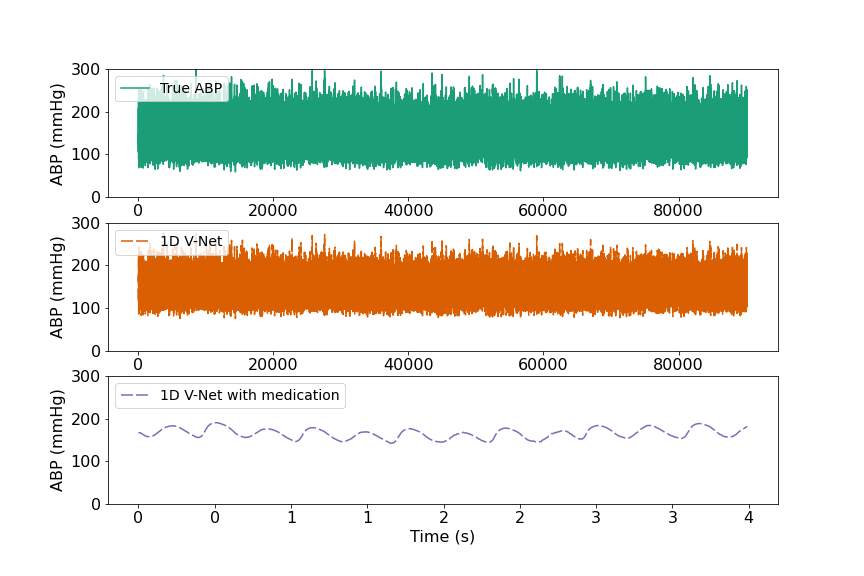 300
200
100
0
ABP (mmHg)
True ABP
0 20000 40000 60000 80000
300
200
100
0
ABP (mmHg)
1D V-Net
0 20000 40000 60000 80000
300
200
100
0
ABP (mmHg)
1D V-Net with medication
0 0 1 1 2 2 3 3 4
Time (s)